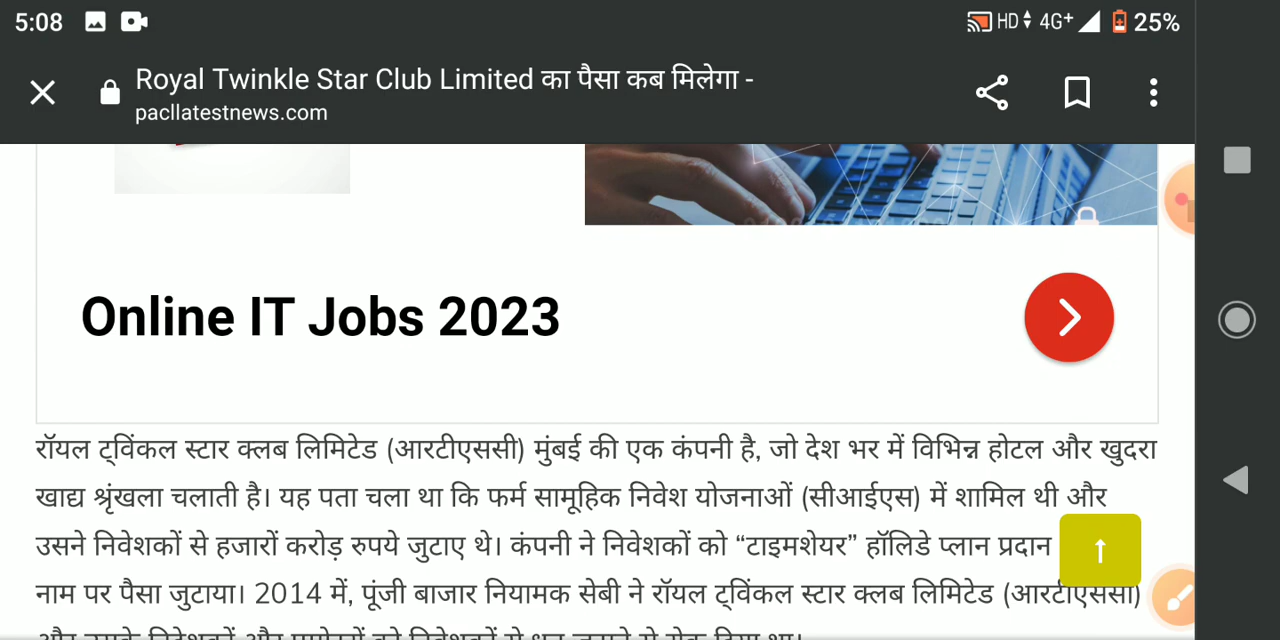 5:08 HD 4G+ 25%
Royal Twinkle Star Club Limited का पैसा कब मिलेगा -
pacllatestnews.com
Online IT Jobs 2023
रॉयल ट्विंकल स्टार क्लब लिमिटेड (आरटीएससी) मुंबई की एक कंपनी है, जो देश भर में विभिन्न होटल और खुदरा
खाद्य श्रृंखला चलाती है। यह पता चला था कि फर्म सामूहिक निवेश योजनाओं (सीआईएस) में शामिल थी और
उसने निवेशकों से हजारों करोड़ रुपये जुटाए थे। कंपनी ने निवेशकों को “टाइमशेयर” हॉलिडे प्लान प्रदान
नाम पर पैसा जुटाया। 2014 में, पूंजी बाजार नियामक सेबी ने रॉयल ट्विंकल स्टार क्लब लिमिटेड (आरटीएससी)